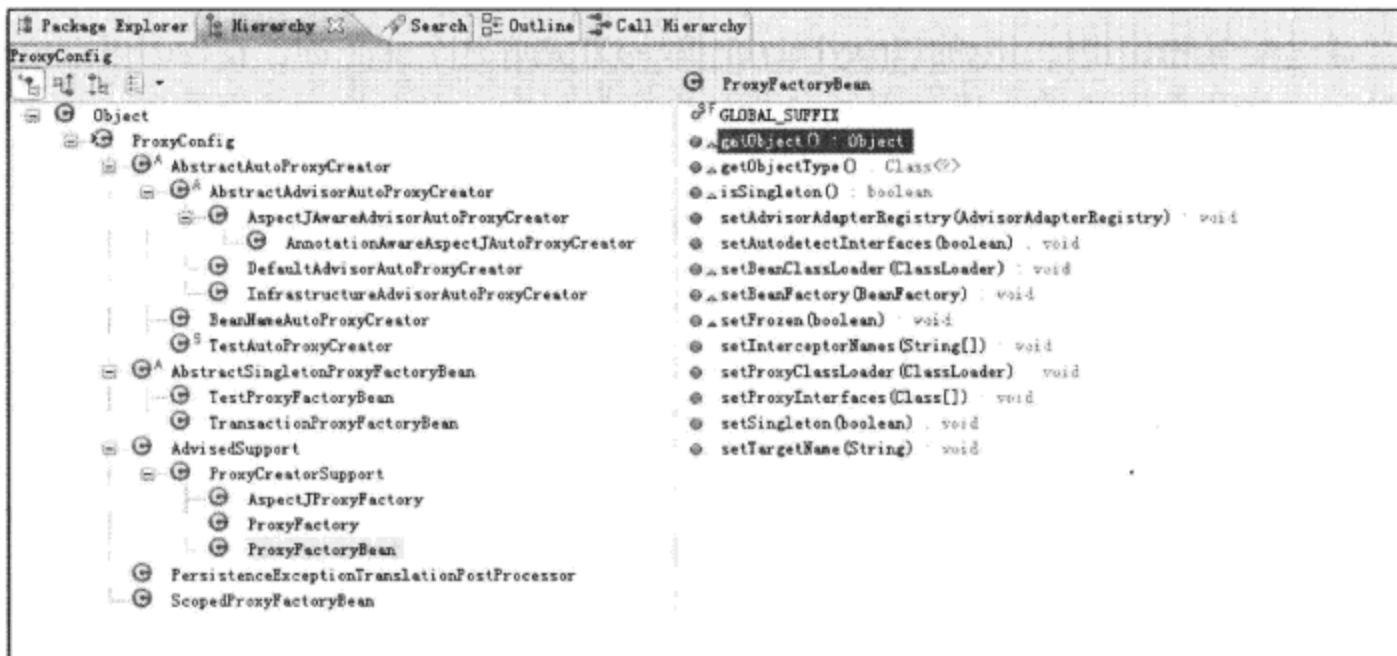 Package Explorer Hierarchy Search Outline Call Hierarchy
ProxyConfig
ProxyFactoryBean
Object
ProxyConfig
A AbstractAutoProxyCreator
A AbstractAdvisorAutoProxyCreator
AspectJAwareAdvisorAutoProxyCreator
AnnotationAwareAspectJAutoProxyCreator
DefaultAdvisorAutoProxyCreator
InfrastructureAdvisorAutoProxyCreator
BeanNameAutoProxyCreator
S TestAutoProxyCreator
A AbstractSingletonProxyFactoryBean
TestProxyFactoryBean
TransactionProxyFactoryBean
AdvisedSupport
ProxyCreatorSupport
AspectJProxyFactory
ProxyFactory
ProxyFactoryBean
PersistenceExceptionTranslationPostProcessor
ScopedProxyFactoryBean
S F GLOBAL_SUFFIX
getObject() : Object
getObjectType() : Class<?>
isSingleton() : boolean
setAdvisorAdapterRegistry(AdvisorAdapterRegistry) : void
setAutodetectInterfaces(boolean) : void
setBeanClassLoader(ClassLoader) : void
setBeanFactory(BeanFactory) : void
setFrozen(boolean) : void
setInterceptorNames(String[]) : void
setProxyClassLoader(ClassLoader) : void
setProxyInterfaces(Class[]) : void
setSingleton(boolean) : void
setTargetName(String) : void